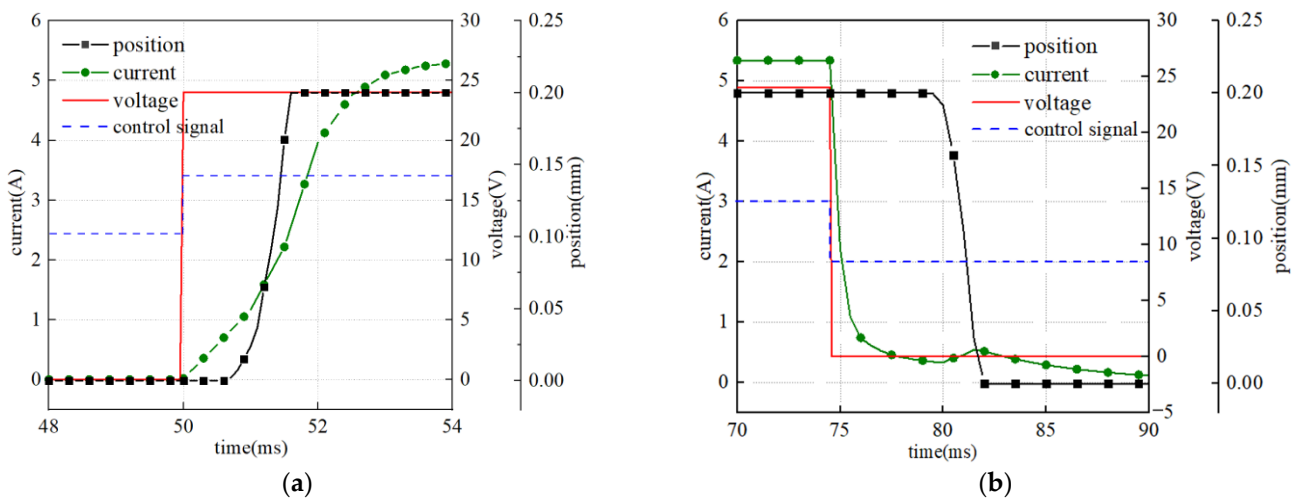 6
5
4
3
2
1
0
current(A)
30
25
20
15
10
5
0
voltage(V)
0.25
0.20
0.15
0.10
0.05
0.00
position(mm)
position
current
voltage
control signal
48
50
52
54
time(ms)
(a)
6
5
4
3
2
1
0
current(A)
30
25
20
15
10
5
0
−5
voltage(V)
0.25
0.20
0.15
0.10
0.05
0.00
position(mm)
position
current
voltage
control signal
70
75
80
85
90
time(ms)
(b)